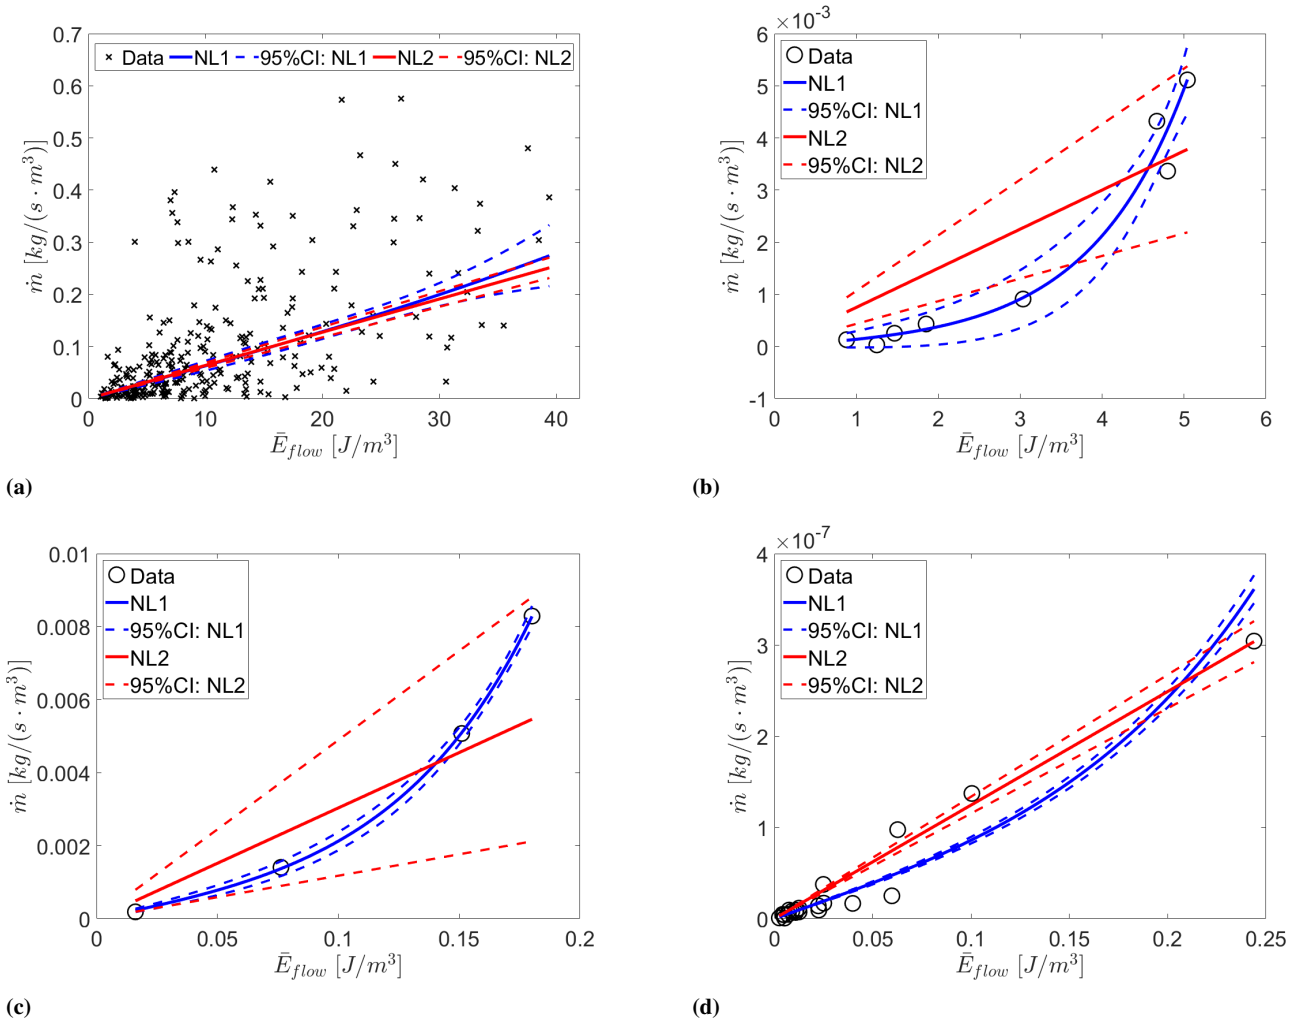 0.7
0.6
0.5
0.4
0.3
0.2
0.1
0
ṁ [kg/(s · m³)]
Data NL1 95%CI: NL1 NL2 95%CI: NL2
0 10 20 30 40
Ē_flow [J/m³]
(a)
×10⁻³
6
5
4
3
2
1
0
-1
ṁ [kg/(s · m³)]
Data
NL1
95%CI: NL1
NL2
95%CI: NL2
0 1 2 3 4 5 6
Ē_flow [J/m³]
(b)
0.01
0.008
0.006
0.004
0.002
0
ṁ [kg/(s · m³)]
Data
NL1
95%CI: NL1
NL2
95%CI: NL2
0 0.05 0.1 0.15 0.2
Ē_flow [J/m³]
(c)
×10⁻⁷
4
3
2
1
0
ṁ [kg/(s · m³)]
Data
NL1
95%CI: NL1
NL2
95%CI: NL2
0 0.05 0.1 0.15 0.2 0.25
Ē_flow [J/m³]
(d)